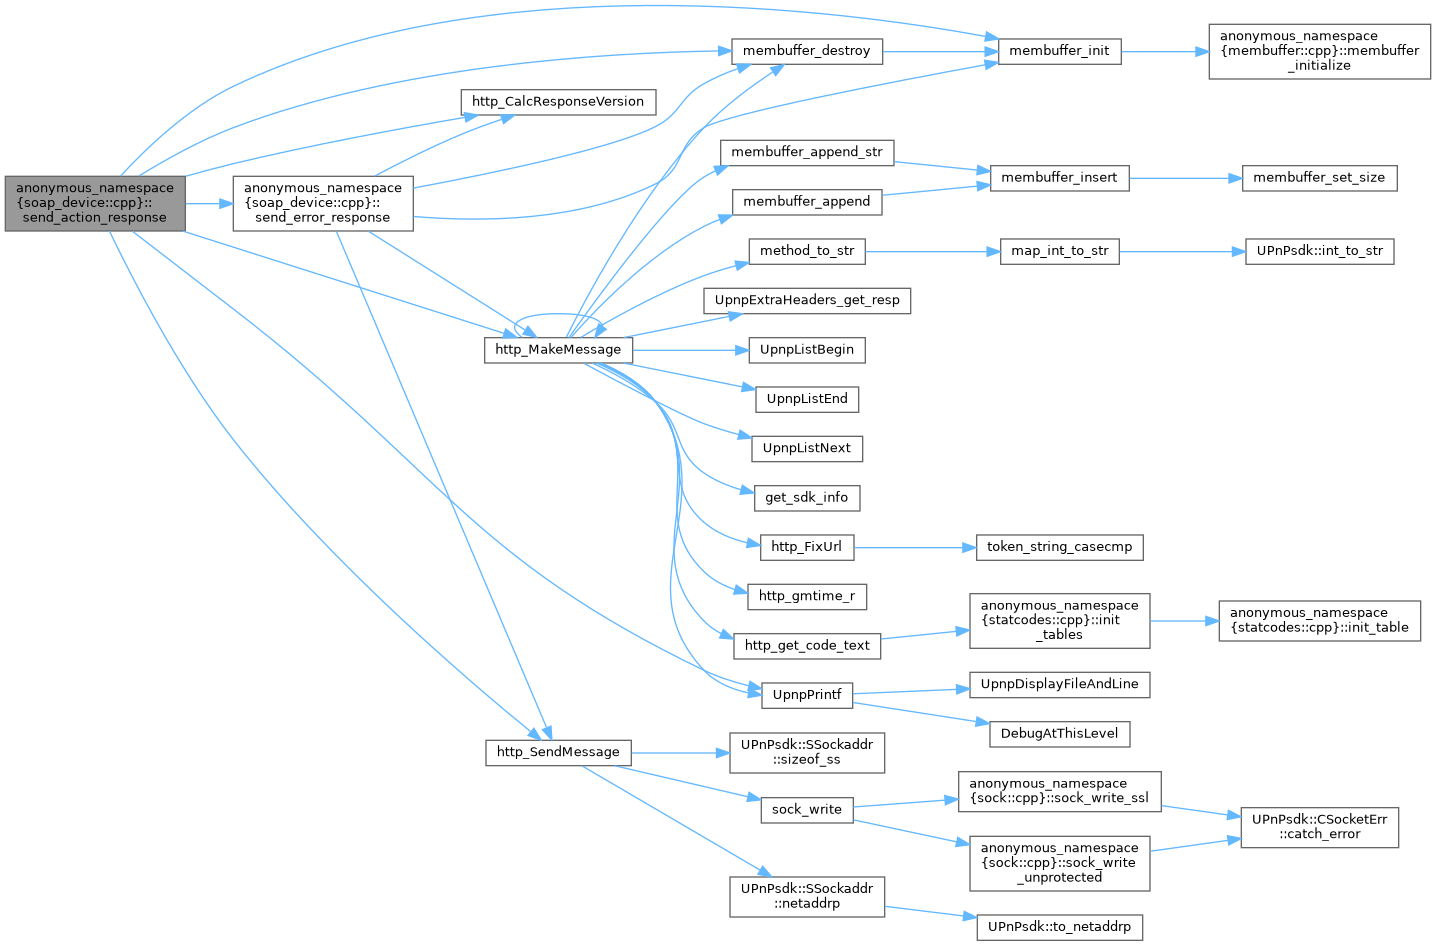 anonymous_namespace
{soap_device::cpp}::
send_action_response
anonymous_namespace
{soap_device::cpp}::
send_error_response
http_CalcResponseVersion
http_MakeMessage
http_SendMessage
membuffer_destroy
membuffer_append_str
membuffer_append
method_to_str
UpnpExtraHeaders_get_resp
UpnpListBegin
UpnpListEnd
UpnpListNext
get_sdk_info
http_FixUrl
http_gmtime_r
http_get_code_text
UpnpPrintf
UPnPsdk::SSockaddr
::sizeof_ss
sock_write
UPnPsdk::SSockaddr
::netaddrp
membuffer_init
membuffer_insert
map_int_to_str
token_string_casecmp
anonymous_namespace
{statcodes::cpp}::init
_tables
UpnpDisplayFileAndLine
DebugAtThisLevel
anonymous_namespace
{sock::cpp}::sock_write_ssl
anonymous_namespace
{sock::cpp}::sock_write
_unprotected
UPnPsdk::to_netaddrp
anonymous_namespace
{membuffer::cpp}::membuffer
_initialize
membuffer_set_size
UPnPsdk::int_to_str
anonymous_namespace
{statcodes::cpp}::init_table
UPnPsdk::CSocketErr
::catch_error